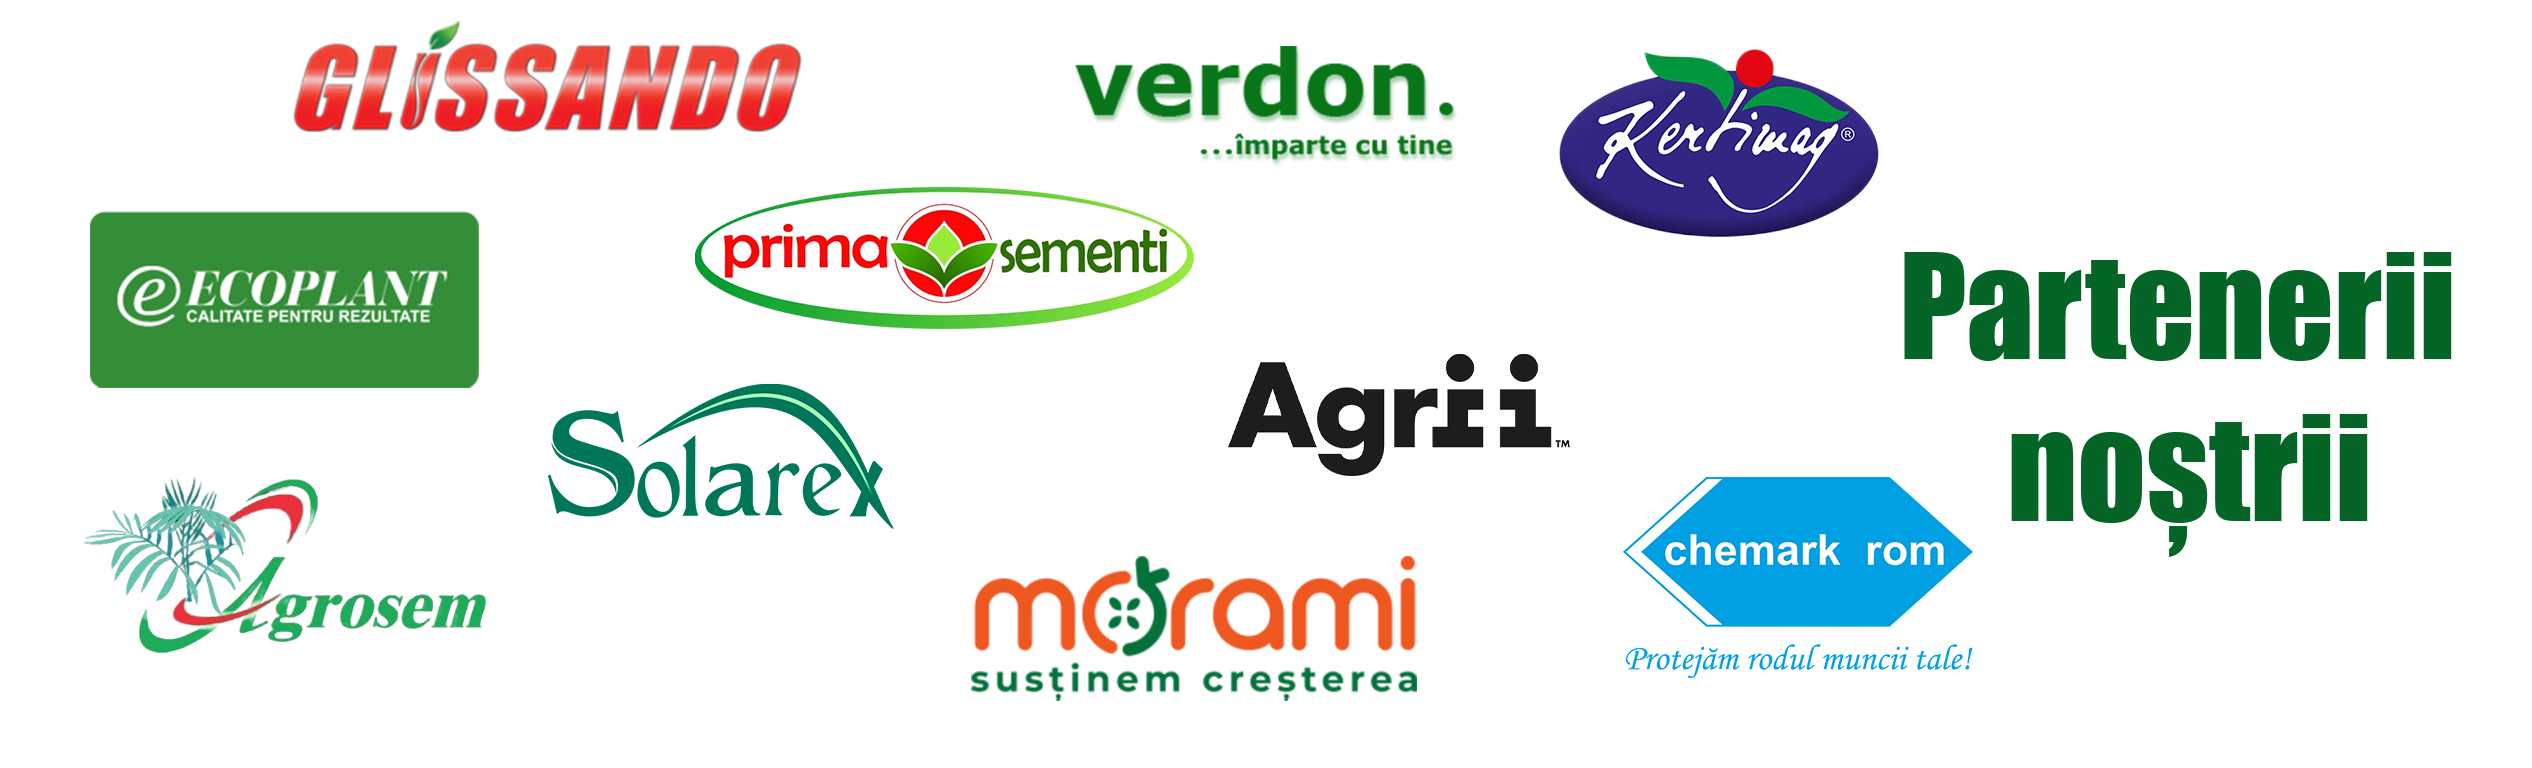 GLISSANDO
verdon.
...împarte cu tine
Kertimag®
prima sementi
ECOPLANT
CALITATE PENTRU REZULTATE
Partenerii
noștrii
Agrii™
Solarex
Agrosem
chemark rom
Protejăm rodul muncii tale!
morami
susținem creșterea